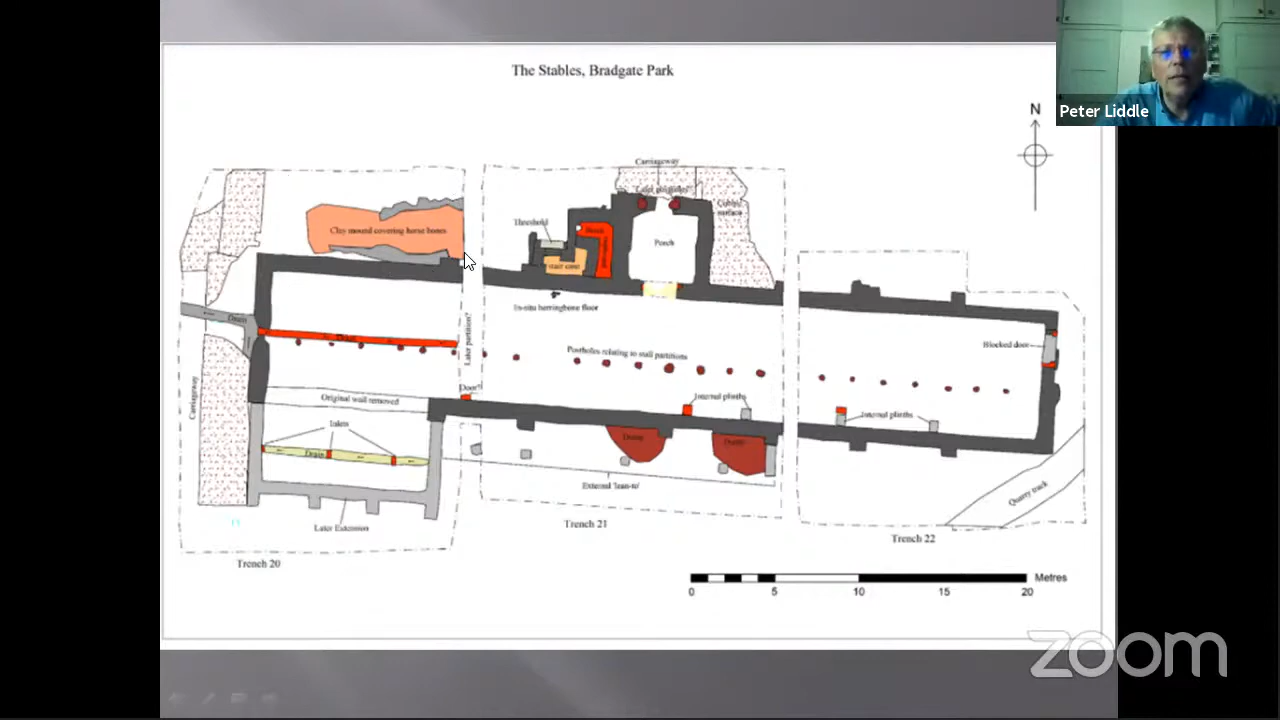 The Stables, Bradgate Park
Peter Liddle
N
Carriageway
Later
surface
Threshold
Porch
Clay mound covering horse bones
In-situ herringbone floor
Drain
Later partition?
Postholes relating to stall partitions
Blocked door
Carriageway
Door?
Original wall removed
Internal plinths
Internal plinths
Inlets
Drain
External 'lean-to'
Quarry track
Later Extension
Trench 20
Trench 21
Trench 22
Metres
0 5 10 15 20
zoom